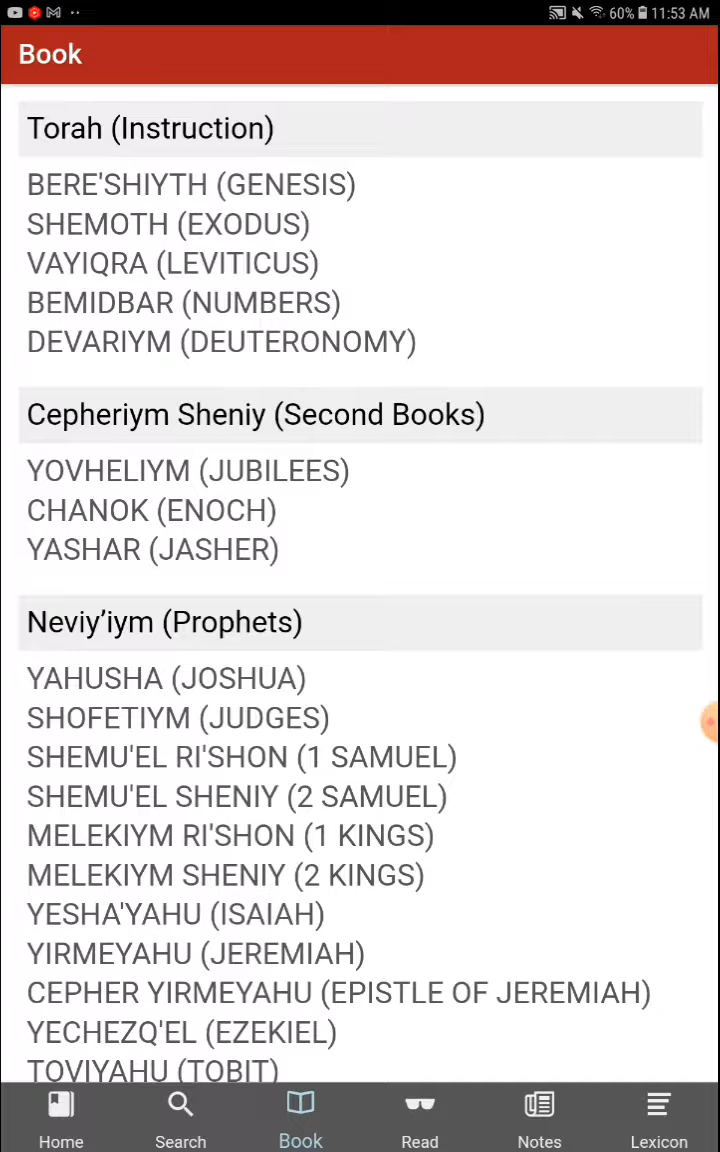 60% 11:53 AM
Book
Torah (Instruction)
BERE'SHIYTH (GENESIS)
SHEMOTH (EXODUS)
VAYIQRA (LEVITICUS)
BEMIDBAR (NUMBERS)
DEVARIYM (DEUTERONOMY)
Cepheriym Sheniy (Second Books)
YOVHELIYM (JUBILEES)
CHANOK (ENOCH)
YASHAR (JASHER)
Neviy’iym (Prophets)
YAHUSHA (JOSHUA)
SHOFETIYM (JUDGES)
SHEMU'EL RI'SHON (1 SAMUEL)
SHEMU'EL SHENIY (2 SAMUEL)
MELEKIYM RI'SHON (1 KINGS)
MELEKIYM SHENIY (2 KINGS)
YESHA'YAHU (ISAIAH)
YIRMEYAHU (JEREMIAH)
CEPHER YIRMEYAHU (EPISTLE OF JEREMIAH)
YECHEZQ'EL (EZEKIEL)
TOVIYAHU (TOBIT)
Home Search Book Read Notes Lexicon